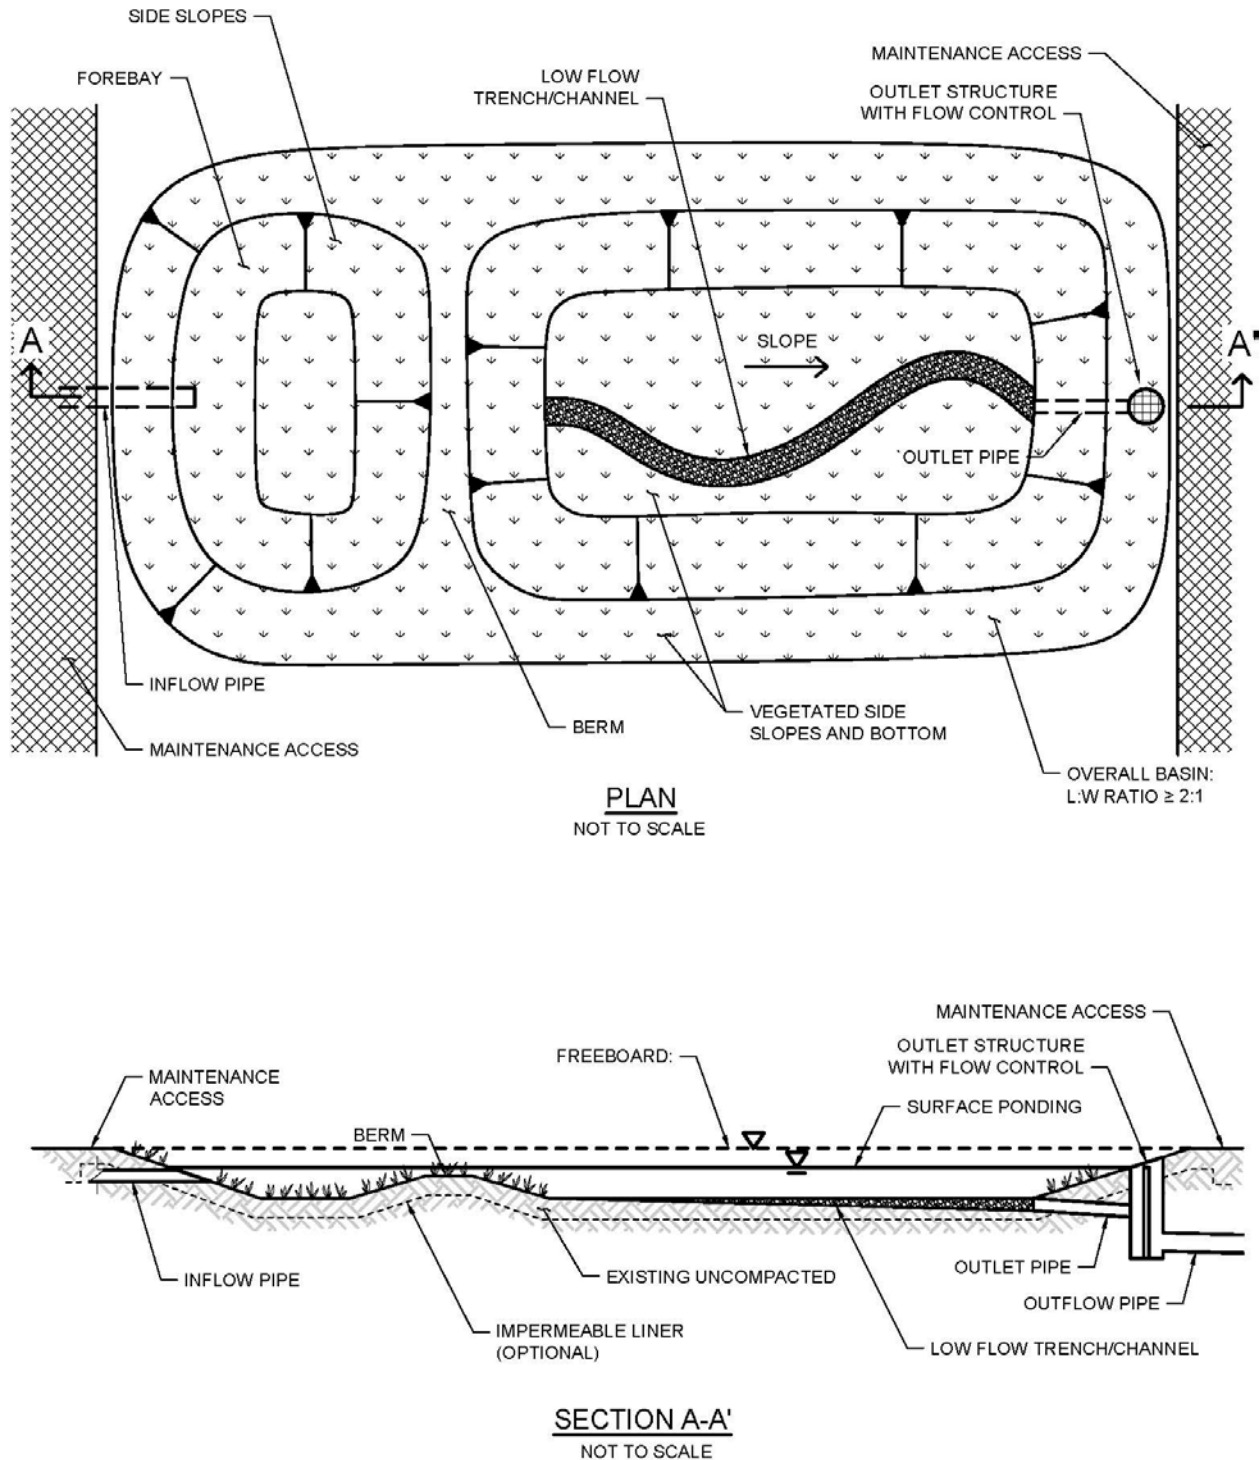 SIDE SLOPES
FOREBAY
LOW FLOW
TRENCH/CHANNEL
MAINTENANCE ACCESS
OUTLET STRUCTURE
WITH FLOW CONTROL
A
SLOPE
A'
OUTLET PIPE
INFLOW PIPE
MAINTENANCE ACCESS
BERM
VEGETATED SIDE
SLOPES AND BOTTOM
OVERALL BASIN:
L:W RATIO ≥ 2:1
PLAN
NOT TO SCALE
MAINTENANCE ACCESS
OUTLET STRUCTURE
WITH FLOW CONTROL
FREEBOARD:
MAINTENANCE
ACCESS
SURFACE PONDING
BERM
INFLOW PIPE
EXISTING UNCOMPACTED
OUTLET PIPE
OUTFLOW PIPE
IMPERMEABLE LINER
(OPTIONAL)
LOW FLOW TRENCH/CHANNEL
SECTION A-A'
NOT TO SCALE